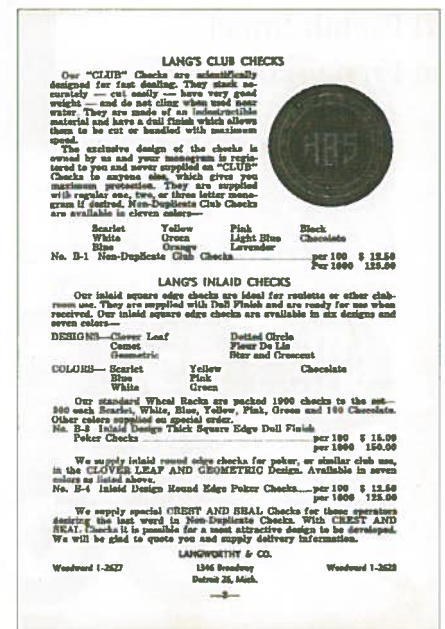 LANG'S CLUB CHECKS
Our "CLUB" Checks are scientifically
designed for fast dealing. They stack ac-
curately — cut easily — have very good
weight — and do not cling when used near
water. They are made of an indestructible
material and have a dull finish which allows
them to be cut or handled with maximum
speed.
The exclusive design of the checks is
owned by us and your monogram is regis-
tered to you and never supplied on "CLUB"
Checks to anyone else, which gives you
maximum protection. They are supplied
with regular one, two, or three letter mono-
gram if desired. Non-Duplicate Club Checks
are available in eleven colors—
HBS
Scarlet Yellow Pink Black
White Green Light Blue Chocolate
Blue Orange Lavender
No. B-1 Non-Duplicate Club Checks per 100 $ 12.50
Per 1000 125.00
LANG'S INLAID CHECKS
Our inlaid square edge checks are ideal for roulette or other club-
room use. They are supplied with Dull Finish and are ready for use when
received. Our inlaid square edge checks are available in six designs and
seven colors—
DESIGNS—Clover Leaf Dotted Circle
Comet Fleur De Lis
Geometric Star and Crescent
COLORS— Scarlet Yellow Chocolate
Blue Pink
White Green
Our standard Wheel Racks are packed 1900 checks to the set—
300 each Scarlet, White, Blue, Yellow, Pink, Green and 100 Chocolate.
Other colors supplied on special order.
No. B-3 Inlaid Design Thick Square Edge Dull Finish
Poker Checks per 100 $ 15.00
per 1000 150.00
We supply inlaid round edge checks for poker, or similar club use,
in the CLOVER LEAF AND GEOMETRIC Design. Available in seven
colors as listed above.
No. B-4 Inlaid Design Round Edge Poker Checks per 100 $ 12.50
per 1000 125.00
We supply special CREST AND SEAL Checks for those operators
desiring the last word in Non-Duplicate Checks. With CREST AND
SEAL Checks it is possible for a most attractive design to be developed.
We will be glad to quote you and supply delivery information.
LANGWORTHY & CO.
Woodward 1-2627 1346 Broadway Woodward 1-2628
Detroit 26, Mich.